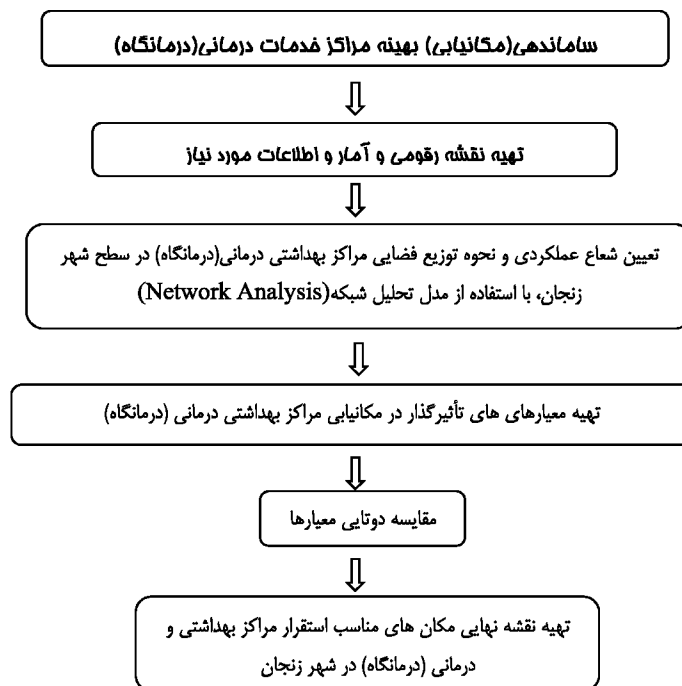 ساماندهی(مکانیابی) بهینه مراکز خدمات درمانی(درمانگاه)
تهیه نقشه رقومی و آمار و اطلاعات مورد نیاز
تعیین شعاع عملکردی و نحوه توزیع فضایی مراکز بهداشتی درمانی(درمانگاه) در سطح شهر
زنجان، با استفاده از مدل تحلیل شبکه(Network Analysis)
تهیه معیارهای های تأثیرگذار در مکانیابی مراکز بهداشتی درمانی (درمانگاه)
مقایسه دوتایی معیارها
تهیه نقشه نهایی مکان های مناسب استقرار مراکز بهداشتی و
درمانی (درمانگاه) در شهر زنجان